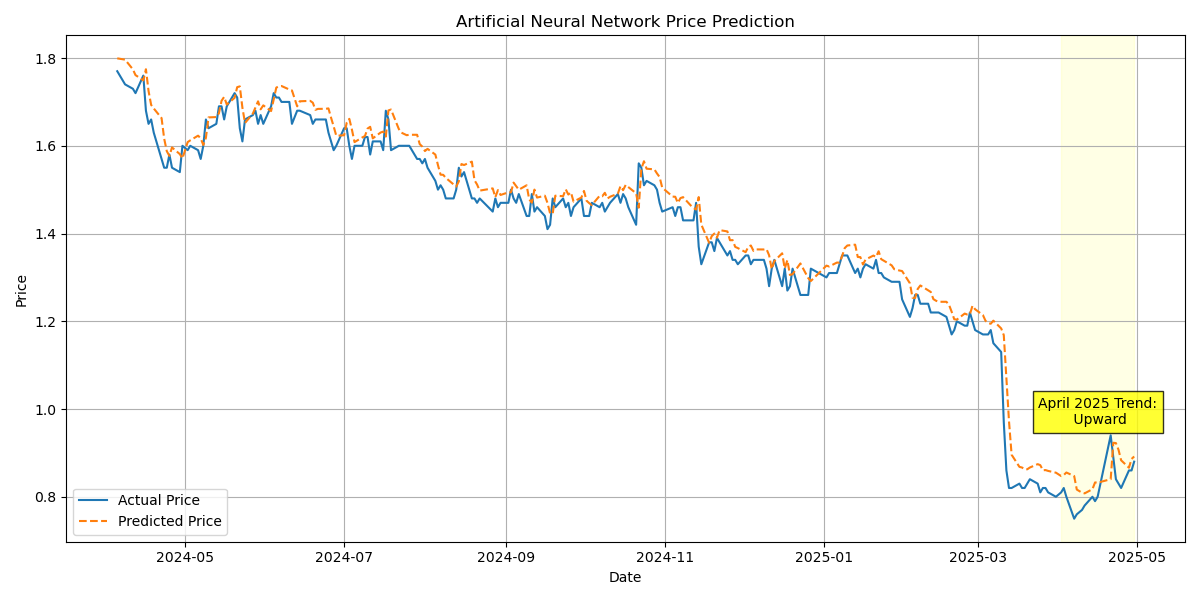 Artificial Neural Network Price Prediction
Price
1.8
1.6
1.4
1.2
1.0
0.8
April 2025 Trend:
Upward
Actual Price
Predicted Price
2024-05
2024-07
2024-09
2024-11
2025-01
2025-03
2025-05
Date